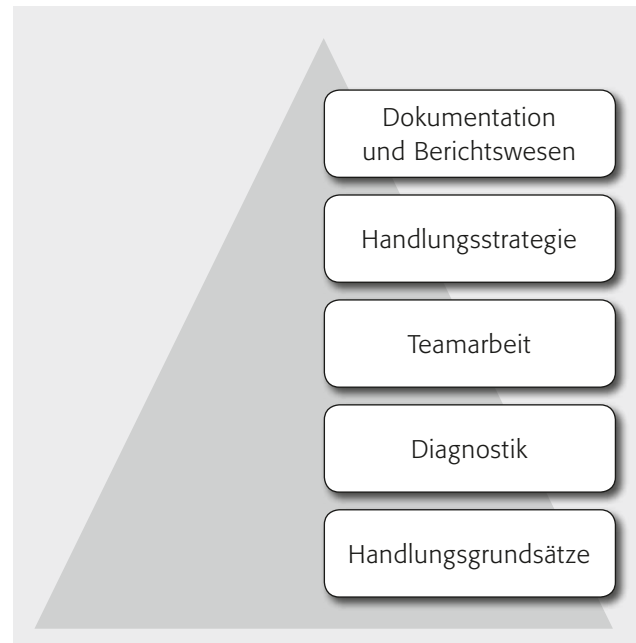 Dokumentation
und Berichtswesen
Handlungsstrategie
Teamarbeit
Diagnostik
Handlungsgrundsätze